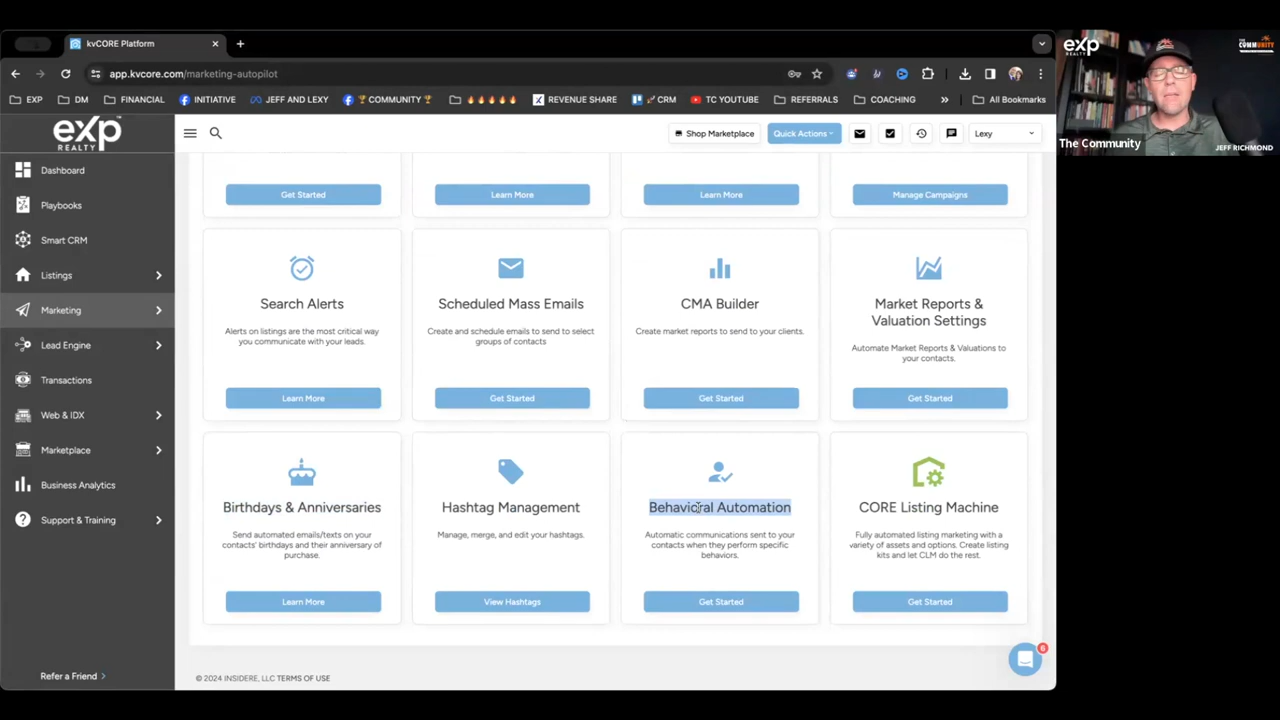 kvCORE Platform
app.kvcore.com/marketing-autopilot
EXP
DM
FINANCIAL
INITIATIVE
JEFF AND LEXY
COMMUNITY
REVENUE SHARE
CRM
TC YOUTUBE
REFERRALS
COACHING
All Bookmarks
exp REALTY
THE COMMUNITY
The Community
JEFF RICHMOND
exp
REALTY
Shop Marketplace
Quick Actions
Lexy
Dashboard
Playbooks
Smart CRM
Listings
Marketing
Lead Engine
Transactions
Web & IDX
Marketplace
Business Analytics
Support & Training
Refer a Friend
Get Started
Learn More
Learn More
Manage Campaigns
Search Alerts
Alerts on listings are the most critical way
you communicate with your leads.
Learn More
Scheduled Mass Emails
Create and schedule emails to send to select
groups of contacts
Get Started
CMA Builder
Create market reports to send to your clients.
Get Started
Market Reports &
Valuation Settings
Automate Market Reports & Valuations to
your contacts.
Get Started
Birthdays & Anniversaries
Send automated emails/texts on your
contacts' birthdays and their anniversary of
purchase.
Learn More
Hashtag Management
Manage, merge, and edit your hashtags.
View Hashtags
Behavioral Automation
Automatic communications sent to your
contacts when they perform specific
behaviors.
Get Started
CORE Listing Machine
Fully automated listing marketing with a
variety of assets and options. Create listing
kits and let CLM do the rest.
Get Started
6
© 2024 INSIDERE, LLC TERMS OF USE